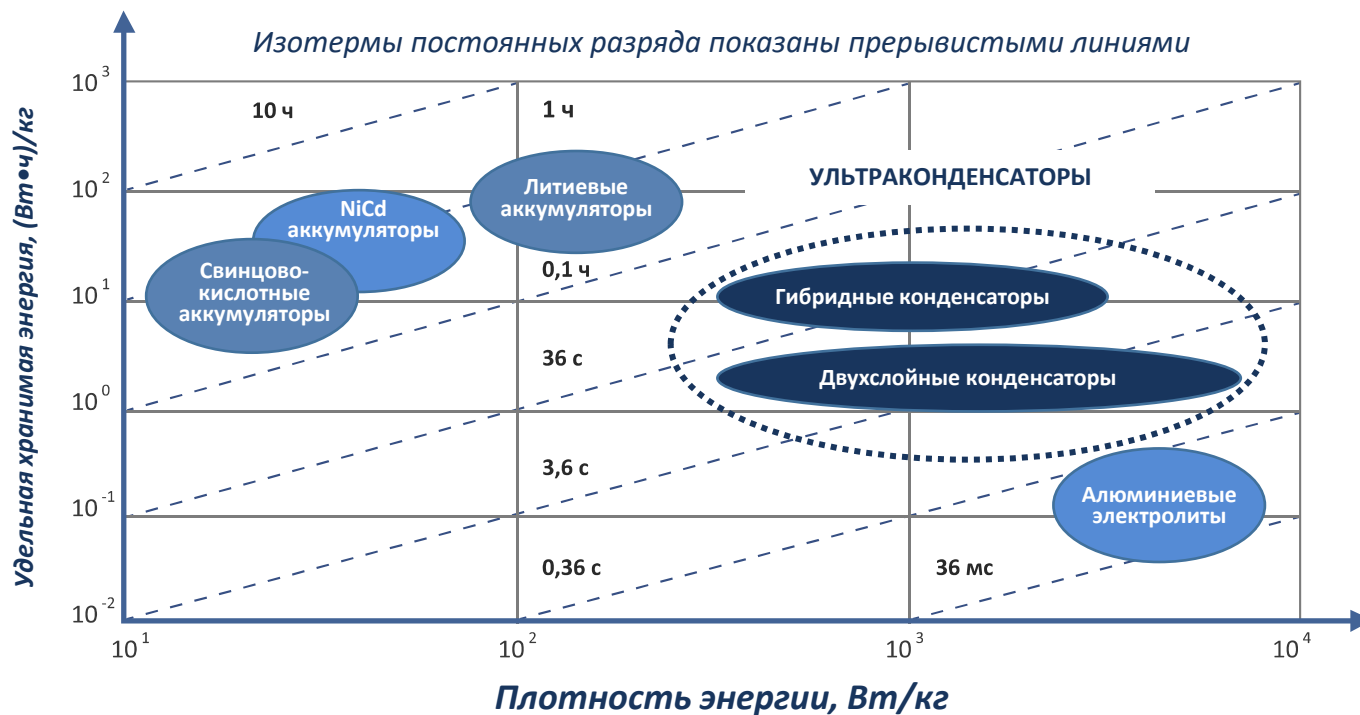 Изотермы постоянных разряда показаны прерывистыми линиями
Удельная хранимая энергия, (Вт•ч)/кг
10³
10²
10¹
10⁰
10⁻¹
10⁻²
10 ч
1 ч
УЛЬТРАКОНДЕНСАТОРЫ
Литиевые
аккумуляторы
NiCd
аккумуляторы
Свинцово-
кислотные
аккумуляторы
0,1 ч
Гибридные конденсаторы
36 с
Двухслойные конденсаторы
3,6 с
Алюминиевые
электролиты
0,36 с
36 мс
10¹ 10² 10³ 10⁴
Плотность энергии, Вт/кг